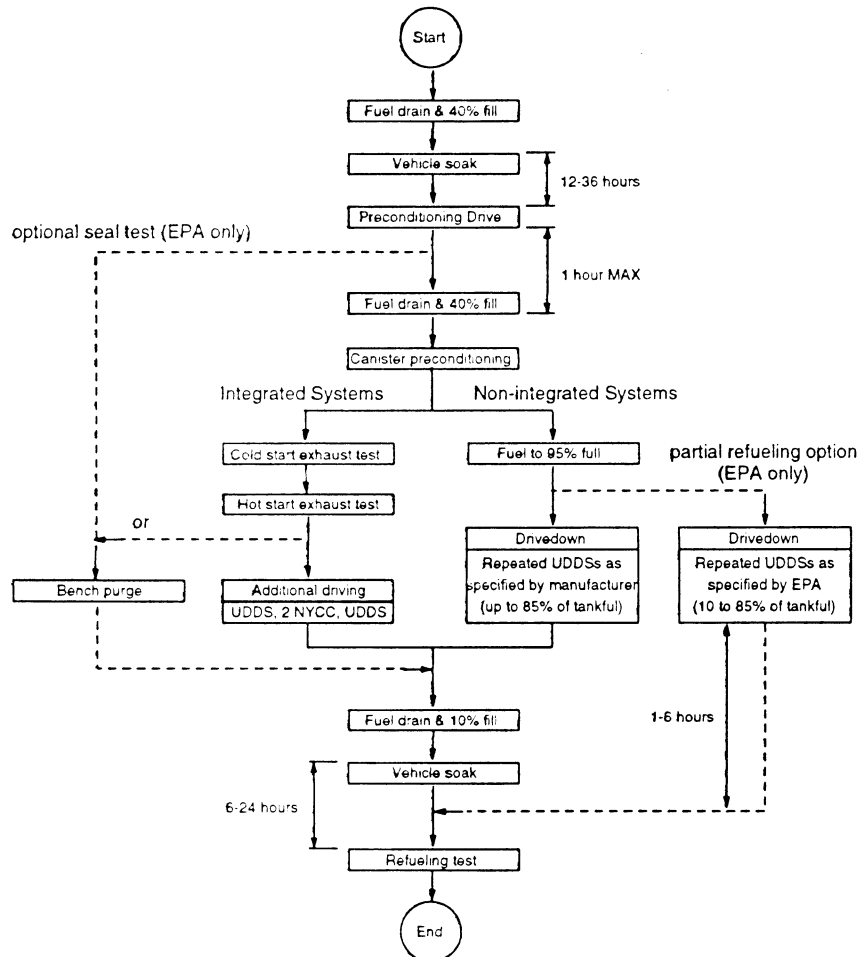 Start
Fuel drain & 40% fill
Vehicle soak
12-36 hours
Preconditioning Drive
optional seal test (EPA only)
1 hour MAX
Fuel drain & 40% fill
Canister preconditioning
Integrated Systems
Non-integrated Systems
Cold start exhaust test
Fuel to 95% full
partial refueling option
(EPA only)
Hot start exhaust test
or
Drivedown
Repeated UDDSs as
specified by manufacturer
(up to 85% of tankful)
Drivedown
Repeated UDDSs as
specified by EPA
(10 to 85% of tankful)
Bench purge
Additional driving
UDDS, 2 NYCC, UDDS
Fuel drain & 10% fill
1-6 hours
Vehicle soak
6-24 hours
Refueling test
End